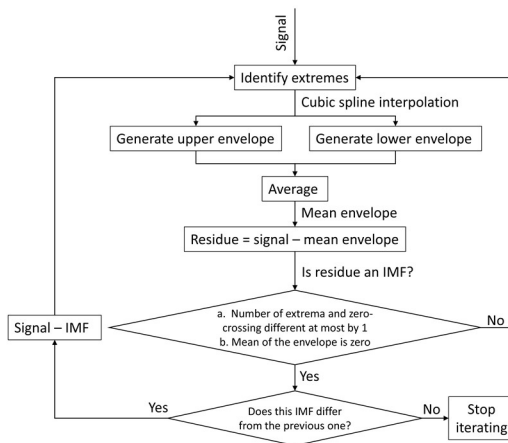 Signal
Identify extremes
Cubic spline interpolation
Generate upper envelope
Generate lower envelope
Average
Mean envelope
Residue = signal – mean envelope
Is residue an IMF?
a. Number of extrema and zero-
crossing different at most by 1
b. Mean of the envelope is zero
No
Signal – IMF
Yes
Does this IMF differ
from the previous one?
Yes
No
Stop
iterating